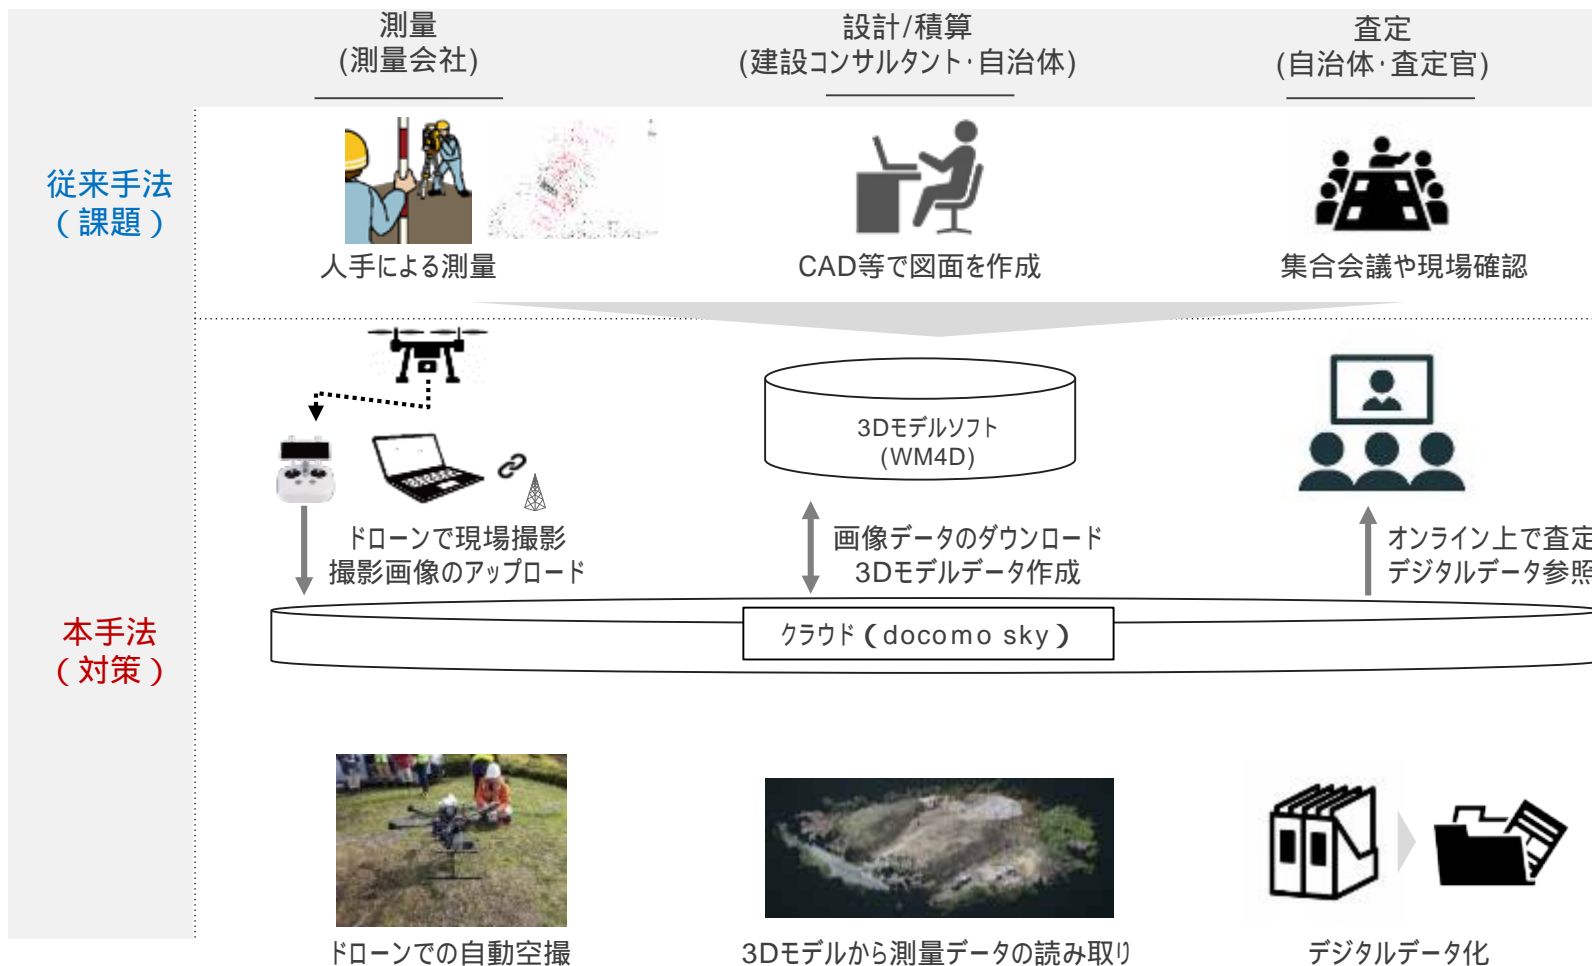 測量
(測量会社)
設計/積算
(建設コンサルタント･自治体)
査定
(自治体･査定官)
従来手法
(課題)
人手による測量
CAD等で図面を作成
集合会議や現場確認
本手法
(対策)
3Dモデルソフト
(WM4D)
ドローンで現場撮影
撮影画像のアップロード
画像データのダウンロード
3Dモデルデータ作成
オンライン上で査定
デジタルデータ参照
クラウド(docomo sky)
ドローンでの自動空撮
3Dモデルから測量データの読み取り
デジタルデータ化